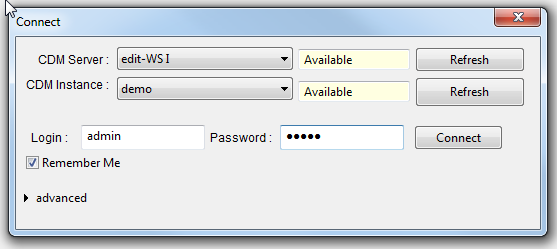 Connect
CDM Server : edit-WS I Available Refresh
CDM Instance : demo Available Refresh
Login : admin Password : ●●●●● Connect
Remember Me
advanced